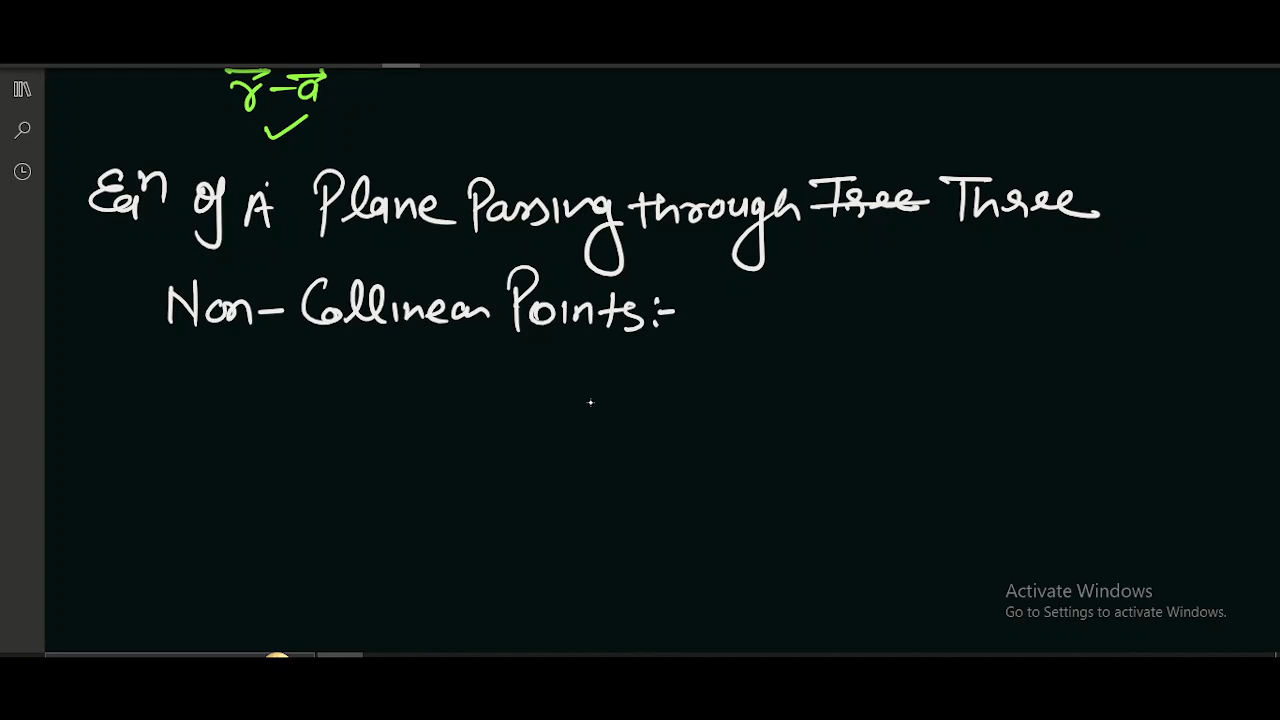 r⃗ - a⃗
Eqⁿ of A Plane Passing through Tree Three
Non-Collinear Points:-
Activate Windows
Go to Settings to activate Windows.